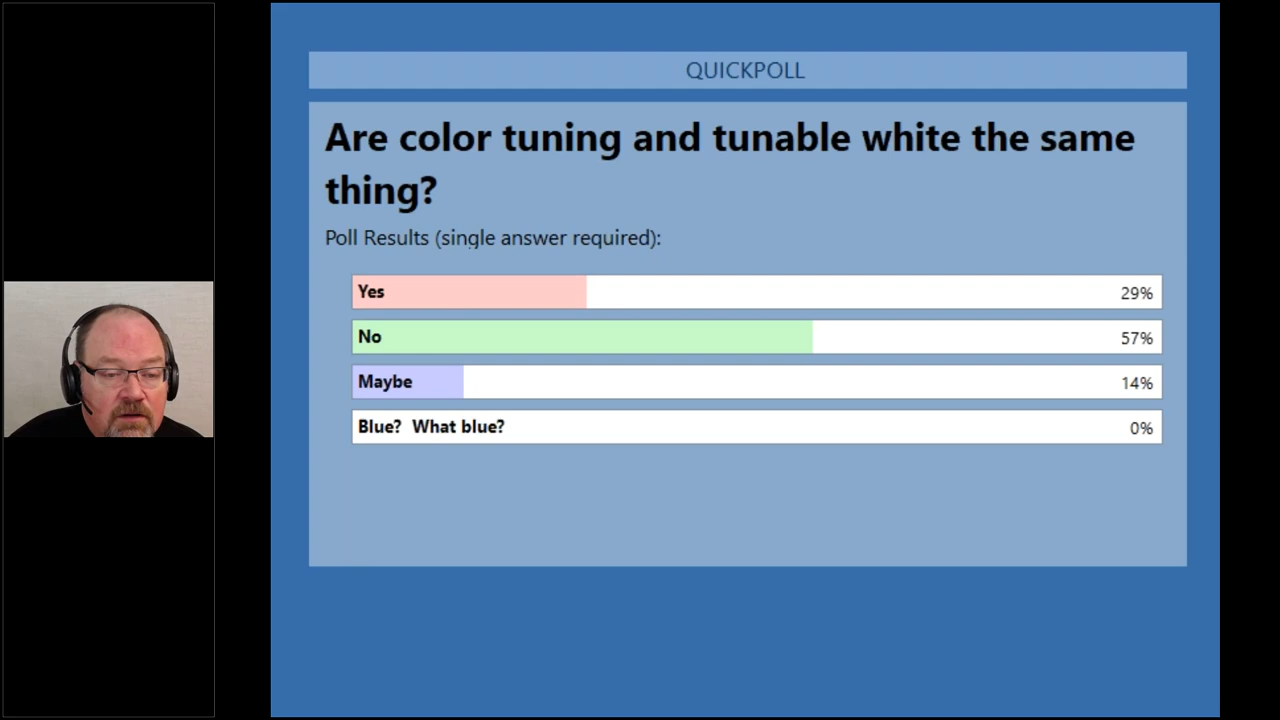 QUICKPOLL
Are color tuning and tunable white the same
thing?
Poll Results (single answer required):
Yes 29%
No 57%
Maybe 14%
Blue?  What blue? 0%